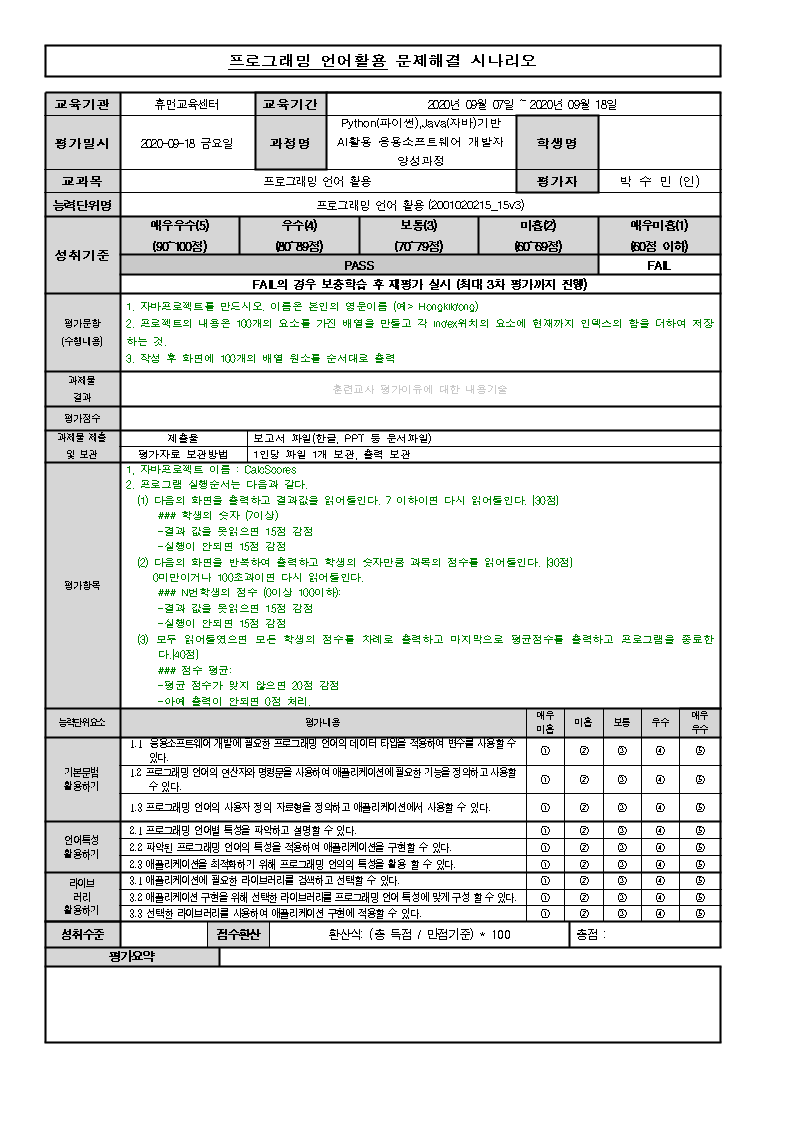 프로그래밍 언어활용 문제해결 시나리오
교육기관 휴먼교육센터 교육기간 2020년 09월 07일 ~ 2020년 09월 18일
평가일시 2020-09-18 금요일 과정명 Python(파이썬),Java(자바)기반
AI활용 응용소프트웨어 개발자
양성과정
학생명
교과목 프로그래밍 언어 활용 평가자 박 수 민 (인)
능력단위명 프로그래밍 언어 활용 (2001020215_15v3)
성취기준
매우우수(5) 우수(4) 보통(3) 미흡(2) 매우미흡(1)
(90~100점) (80~89점) (70~79점) (60~69점) (60점 이하)
PASS FAIL
FAIL의 경우 보충학습 후 재평가 실시 (최대 3차 평가까지 진행)
평가문항
(수행내용)
1. 자바프로젝트를 만드시오. 이름은 본인의 영문이름 (예> Hongkildong)
2. 프로젝트의 내용은 100개의 요소를 가진 배열을 만들고 각 index위치의 요소에 현재까지 인덱스의 합을 더하여 저장
하는 것.
3. 작성 후 화면에 100개의 배열 원소를 순서대로 출력
과제물
결과
훈련교사 평가이유에 대한 내용기술
평가점수
과제물 제출
및 보관
제출물 보고서 파일(한글, PPT 등 문서파일)
평가자료 보관방법 1인당 파일 1개 보관, 출력 보관
평가항목
1. 자바프로젝트 이름 : CalcScores
2. 프로그램 실행순서는 다음과 같다.
(1) 다음의 화면을 출력하고 결과값을 읽어들인다. 7 이하이면 다시 읽어들인다. [30점]
### 학생의 숫자 (7이상)
-결과 값을 못읽으면 15점 감점
-실행이 안되면 15점 감점
(2) 다음의 화면을 반복하여 출력하고 학생의 숫자만큼 과목의 점수를 읽어들인다. [30점]
0미만이거나 100초과이면 다시 읽어들인다.
### N번학생의 점수 (0이상 100이하):
-결과 값을 못읽으면 15점 감점
-실행이 안되면 15점 감점
(3) 모두 읽어들였으면 모든 학생의 점수를 차례로 출력하고 마지막으로 평균점수를 출력하고 프로그램을 종료한
다.[40점]
### 점수 평균:
-평균 점수가 맞지 않으면 20점 감점
-아예 출력이 안되면 0점 처리.
능력단위요소 평가내용 매우
미흡 미흡 보통 우수 매우
우수
기본문법
활용하기
1.1 응용소프트웨어 개발에 필요한 프로그래밍 언어의 데이터 타입을 적용하여 변수를 사용할 수
있다. ① ② ③ ④ ⑤
1.2 프로그래밍 언어의 연산자와 명령문을 사용하여 애플리케이션에 필요한 기능을 정의하고 사용할
수 있다. ① ② ③ ④ ⑤
1.3 프로그래밍 언어의 사용자 정의 자료형을 정의하고 애플리케이션에서 사용할 수 있다. ① ② ③ ④ ⑤
언어특성
활용하기
2.1 프로그래밍 언어별 특성을 파악하고 설명할 수 있다. ① ② ③ ④ ⑤
2.2 파악된 프로그래밍 언어의 특성을 적용하여 애플리케이션을 구현할 수 있다. ① ② ③ ④ ⑤
2.3 애플리케이션을 최적화하기 위해 프로그래밍 언의의 특성을 활용 할 수 있다. ① ② ③ ④ ⑤
라이브
러리
활용하기
3.1 애플리케이션에 필요한 라이브러리를 검색하고 선택할 수 있다. ① ② ③ ④ ⑤
3.2 애플리케이션 구현을 위해 선택한 라이브러리를 프로그래밍 언어 특성에 맞게 구성 할 수 있다. ① ② ③ ④ ⑤
3.3 선택한 라이브러리를 사용하여 애플리케이션 구현에 적용할 수 있다. ① ② ③ ④ ⑤
성취수준 점수환산 환산식: (총 득점 / 만점기준) * 100 총점 :
평가요약